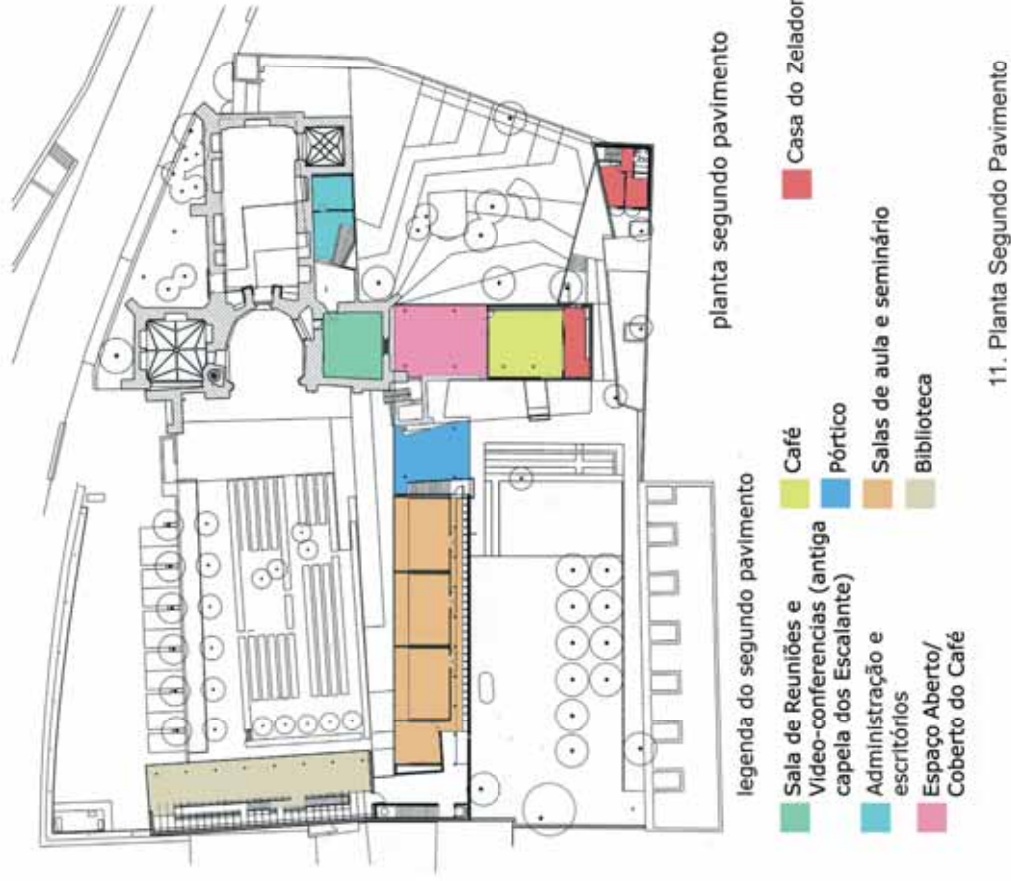 planta segundo pavimento
legenda do segundo pavimento
Sala de Reuniões e
Video-conferencias (antiga
capela dos Escalante)
Administração e
escritórios
Espaço Aberto/
Coberto do Café
Café
Pórtico
Salas de aula e seminário
Biblioteca
Casa do Zelador
11. Planta Segundo Pavimento